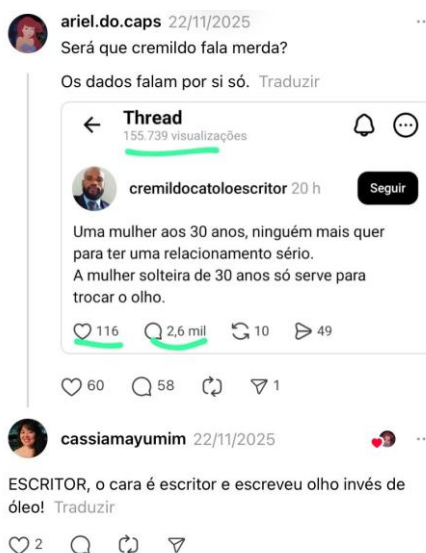 ariel.do.caps 22/11/2025
Será que cremildo fala merda?
Os dados falam por si só. Traduzir
Thread
155.739 visualizações
cremildocatoloescritor 20 h
Seguir
Uma mulher aos 30 anos, ninguém mais quer
para ter uma relacionamento sério.
A mulher solteira de 30 anos só serve para
trocar o olho.
116 2,6 mil 10 49
60 58 1
cassiamayumim 22/11/2025
ESCRITOR, o cara é escritor e escreveu olho invés de
óleo! Traduzir
2